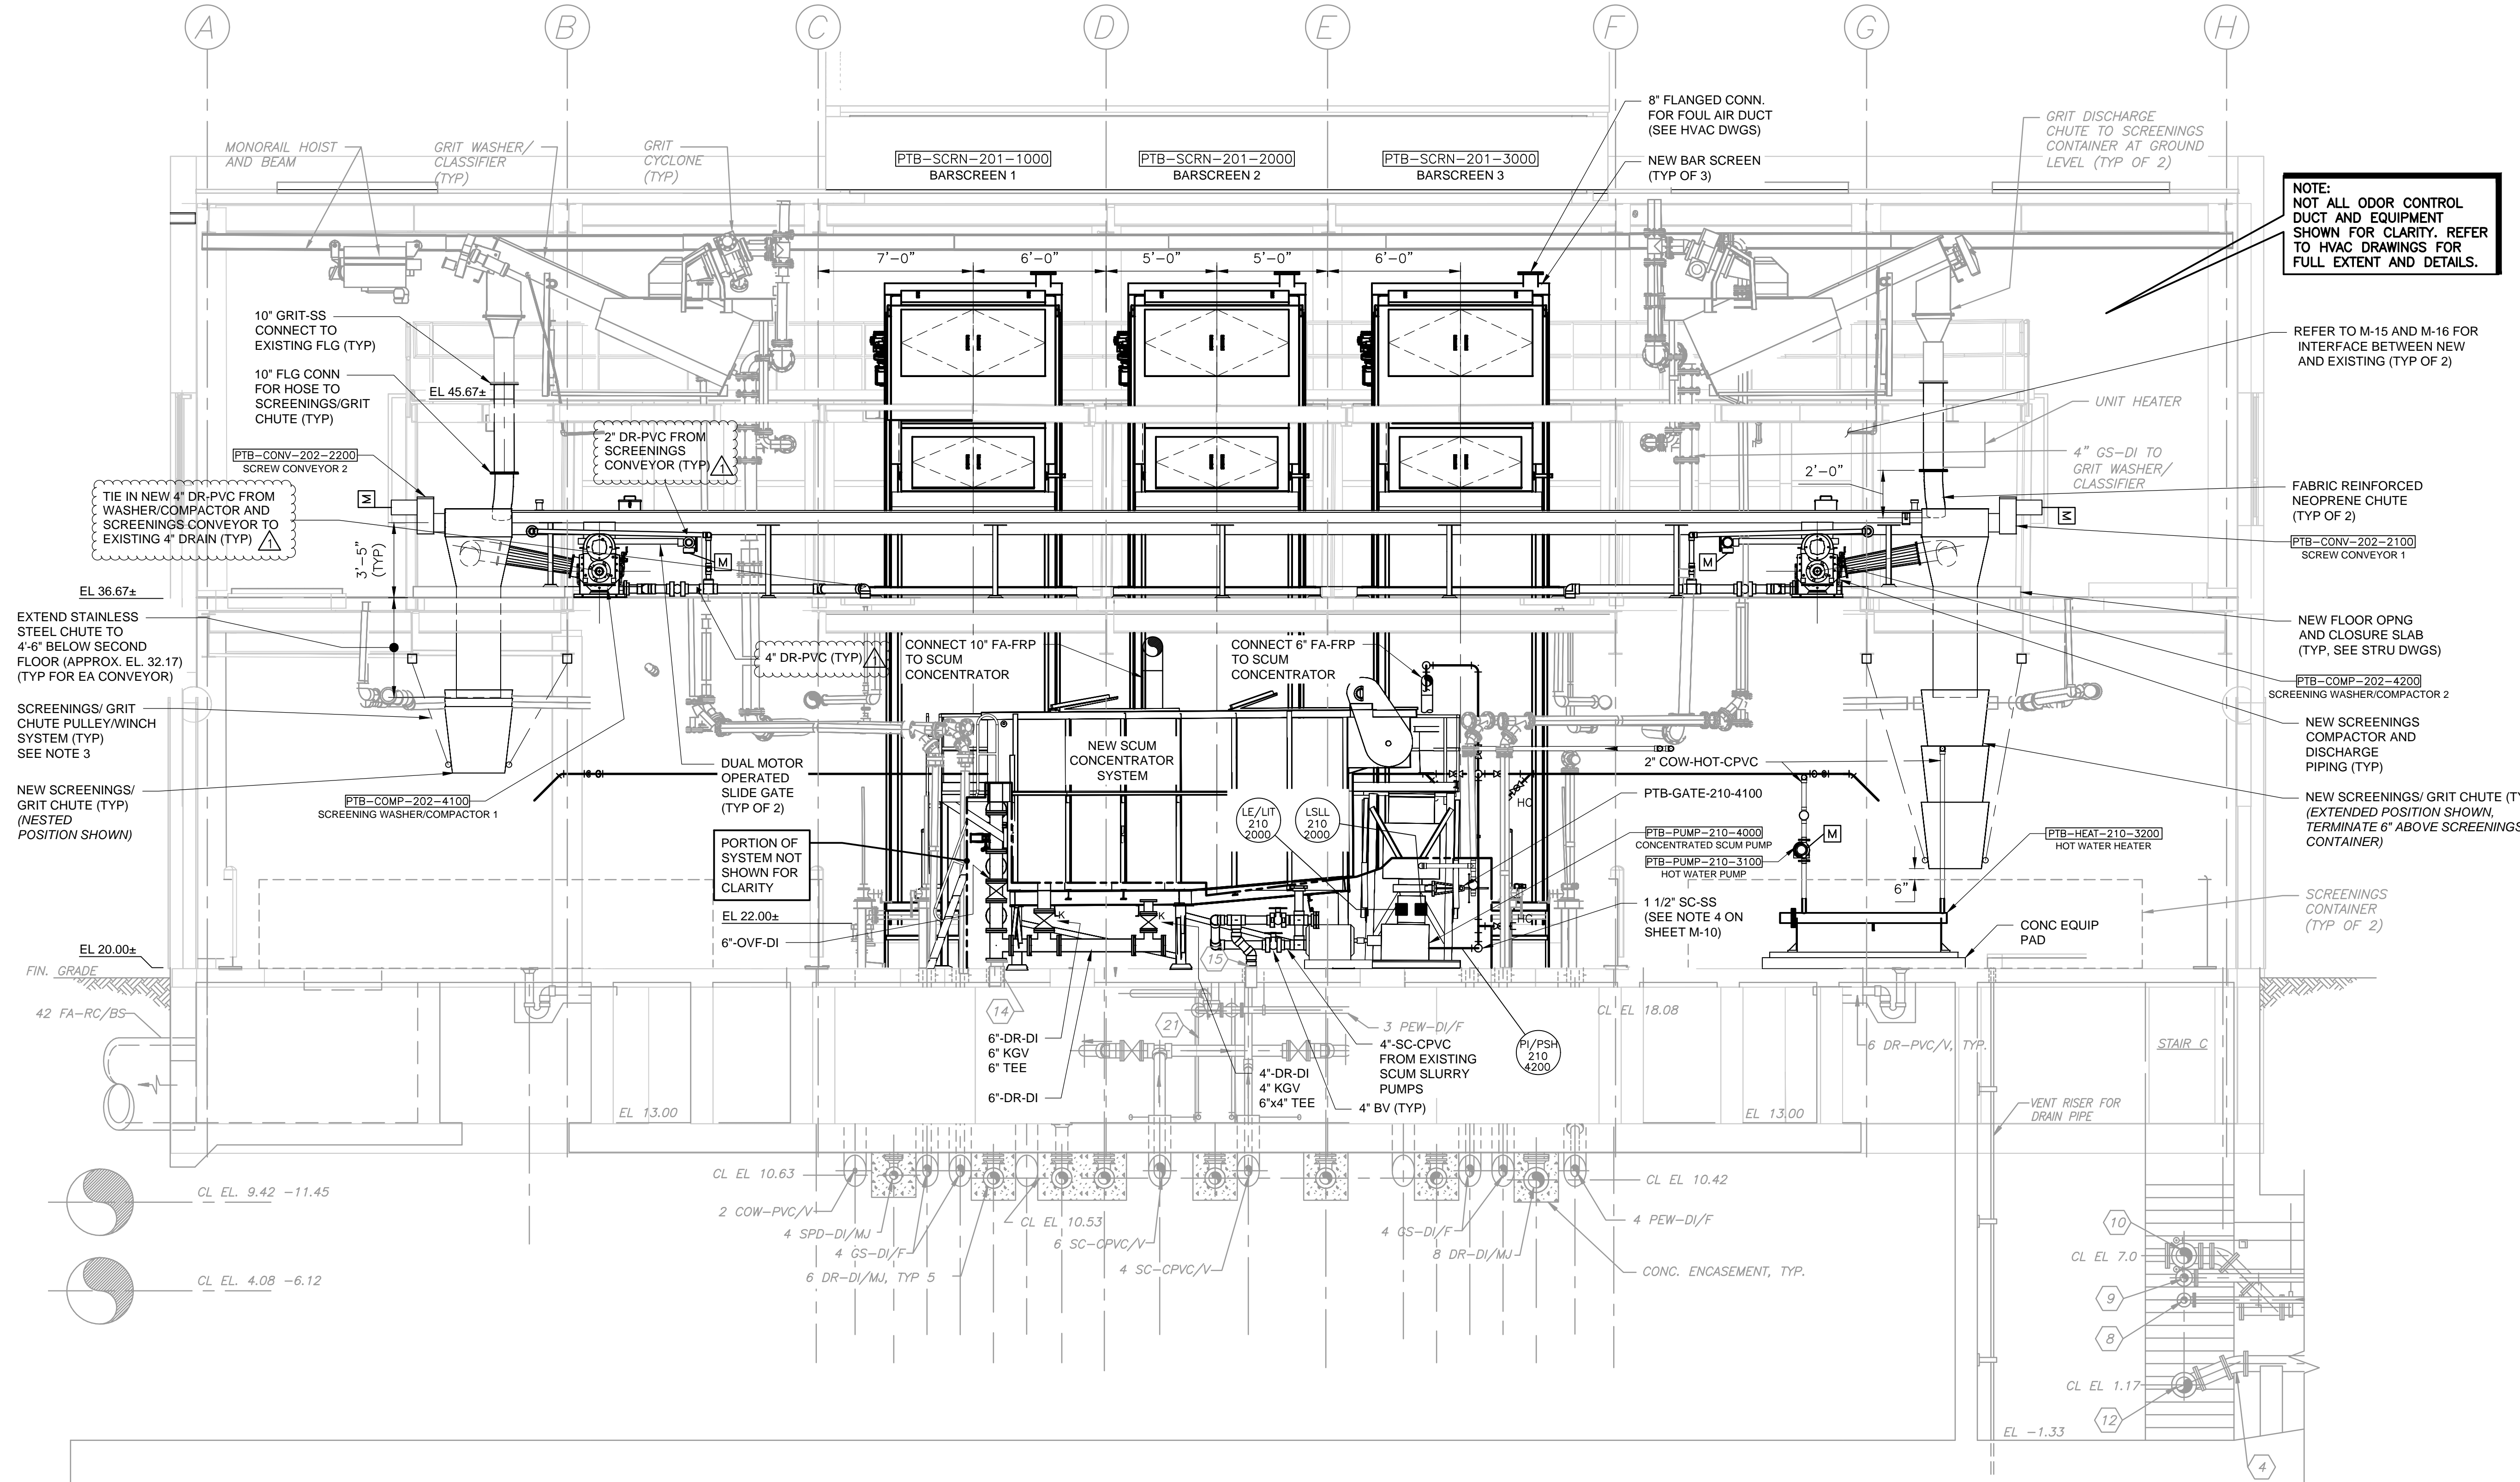 A
B
C
D
E
F
G
H
MONORAIL HOIST
AND BEAM
GRIT WASHER/
CLASSIFIER
(TYP)
GRIT
CYCLONE
(TYP)
PTB-SCRN-201-1000
BARSCREEN 1
PTB-SCRN-201-2000
BARSCREEN 2
PTB-SCRN-201-3000
BARSCREEN 3
8" FLANGED CONN.
FOR FOUL AIR DUCT
(SEE HVAC DWGS)
NEW BAR SCREEN
(TYP OF 3)
GRIT DISCHARGE
CHUTE TO SCREENINGS
CONTAINER AT GROUND
LEVEL (TYP OF 2)
NOTE:
NOT ALL ODOR CONTROL
DUCT AND EQUIPMENT
SHOWN FOR CLARITY. REFER
TO HVAC DRAWINGS FOR
FULL EXTENT AND DETAILS.
7'-0"
6'-0"
5'-0"
5'-0"
6'-0"
10" GRIT-SS
CONNECT TO
EXISTING FLG (TYP)
10" FLG CONN
FOR HOSE TO
SCREENINGS/GRIT
CHUTE (TYP)
EL 45.67±
REFER TO M-15 AND M-16 FOR
INTERFACE BETWEEN NEW
AND EXISTING (TYP OF 2)
UNIT HEATER
2" DR-PVC FROM
SCREENINGS
CONVEYOR (TYP)
1
PTB-CONV-202-2200
SCREW CONVEYOR 2
4" GS-DI TO
GRIT WASHER/
CLASSIFIER
2'-0"
TIE IN NEW 4" DR-PVC FROM
WASHER/COMPACTOR AND
SCREENINGS CONVEYOR TO
EXISTING 4" DRAIN (TYP)
1
M
FABRIC REINFORCED
NEOPRENE CHUTE
(TYP OF 2)
M
PTB-CONV-202-2100
SCREW CONVEYOR 1
3'-5"
(TYP)
M
M
EL 36.67±
EXTEND STAINLESS
STEEL CHUTE TO
4'-6" BELOW SECOND
FLOOR (APPROX. EL. 32.17)
(TYP FOR EA CONVEYOR)
4" DR-PVC (TYP)
1
CONNECT 10" FA-FRP
TO SCUM
CONCENTRATOR
CONNECT 6" FA-FRP
TO SCUM
CONCENTRATOR
NEW FLOOR OPNG
AND CLOSURE SLAB
(TYP, SEE STRU DWGS)
PTB-COMP-202-4200
SCREENING WASHER/COMPACTOR 2
SCREENINGS/ GRIT
CHUTE PULLEY/WINCH
SYSTEM (TYP)
SEE NOTE 3
NEW SCREENINGS
COMPACTOR AND
DISCHARGE
PIPING (TYP)
NEW SCUM
CONCENTRATOR
SYSTEM
DUAL MOTOR
OPERATED
SLIDE GATE
(TYP OF 2)
2" COW-HOT-CPVC
NEW SCREENINGS/
GRIT CHUTE (TYP)
(NESTED
POSITION SHOWN)
PTB-COMP-202-4100
SCREENING WASHER/COMPACTOR 1
PTB-GATE-210-4100
NEW SCREENINGS/ GRIT CHUTE (TY
(EXTENDED POSITION SHOWN,
TERMINATE 6" ABOVE SCREENINGS
CONTAINER)
HC
LE/LIT
210
2000
LSLL
210
2000
PTB-PUMP-210-4000
CONCENTRATED SCUM PUMP
M
PTB-HEAT-210-3200
HOT WATER HEATER
PTB-PUMP-210-3100
HOT WATER PUMP
PORTION OF
SYSTEM NOT
SHOWN FOR
CLARITY
6"
SCREENINGS
CONTAINER
(TYP OF 2)
1 1/2" SC-SS
(SEE NOTE 4 ON
SHEET M-10)
HC
K
K
EL 22.00±
6"-OVF-DI
CONC EQUIP
PAD
EL 20.00±
FIN. GRADE
15
14
21
42 FA-RC/BS
CL EL 18.08
3 PEW-DI/F
4"-SC-CPVC
FROM EXISTING
SCUM SLURRY
PUMPS
6"-DR-DI
6" KGV
6" TEE
6"-DR-DI
PI/PSH
210
4200
6 DR-PVC/V, TYP.
STAIR C
4"-DR-DI
4" KGV
6"x4" TEE
4" BV (TYP)
EL 13.00
EL 13.00
VENT RISER FOR
DRAIN PIPE
CL EL 10.63
CL EL 10.42
CL EL. 9.42 -11.45
2 COW-PVC/V
4 SPD-DI/MJ
4 GS-DI/F
6 DR-DI/MJ, TYP 5
CL EL 10.53
6 SC-CPVC/V
4 SC-CPVC/V
4 GS-DI/F
8 DR-DI/MJ
4 PEW-DI/F
CONC. ENCASEMENT, TYP.
CL EL. 4.08 -6.12
10
CL EL 7.0
9
8
CL EL 1.17
12
EL -1.33
4